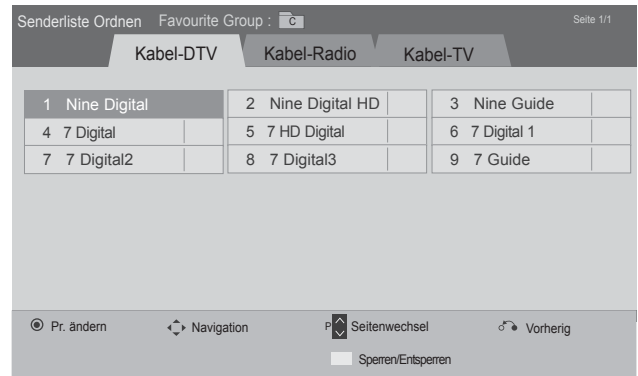 Senderliste Ordnen Favourite Group : C Seite 1/1
Kabel-DTV Kabel-Radio Kabel-TV
1 Nine Digital 2 Nine Digital HD 3 Nine Guide
4 7 Digital 5 7 HD Digital 6 7 Digital 1
7 7 Digital2 8 7 Digital3 9 7 Guide
Pr. ändern Navigation P Seitenwechsel Vorherig
Sperren/Entsperren